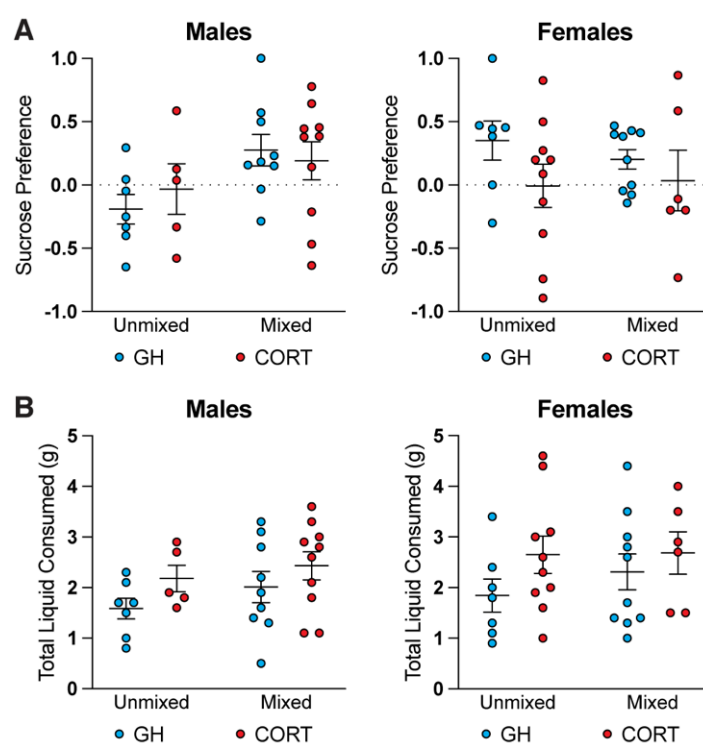 A
Males
Females
Sucrose Preference
1.0
0.5
0.0
-0.5
-1.0
Unmixed
Mixed
GH
CORT
Sucrose Preference
1.0
0.5
0.0
-0.5
-1.0
Unmixed
Mixed
GH
CORT
B
Males
Females
Total Liquid Consumed (g)
5
4
3
2
1
0
Unmixed
Mixed
GH
CORT
Total Liquid Consumed (g)
5
4
3
2
1
0
Unmixed
Mixed
GH
CORT